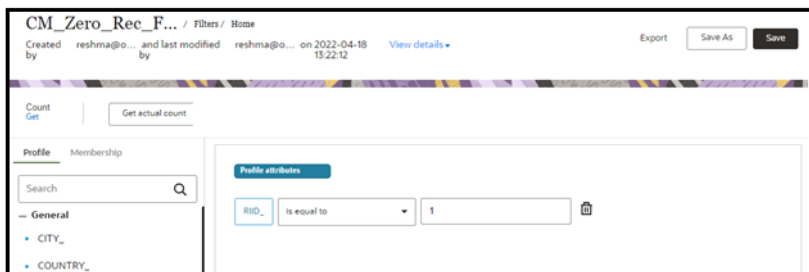 CM_Zero_Rec_F... / Filters / Home
Created by reshma@o... and last modified by reshma@o... on 2022-04-18 13:22:12 View details
Export Save As Save
Count
Get
Get actual count
Profile Membership
Search
General
CITY_
COUNTRY_
Profile attributes
RIID_ Is equal to 1